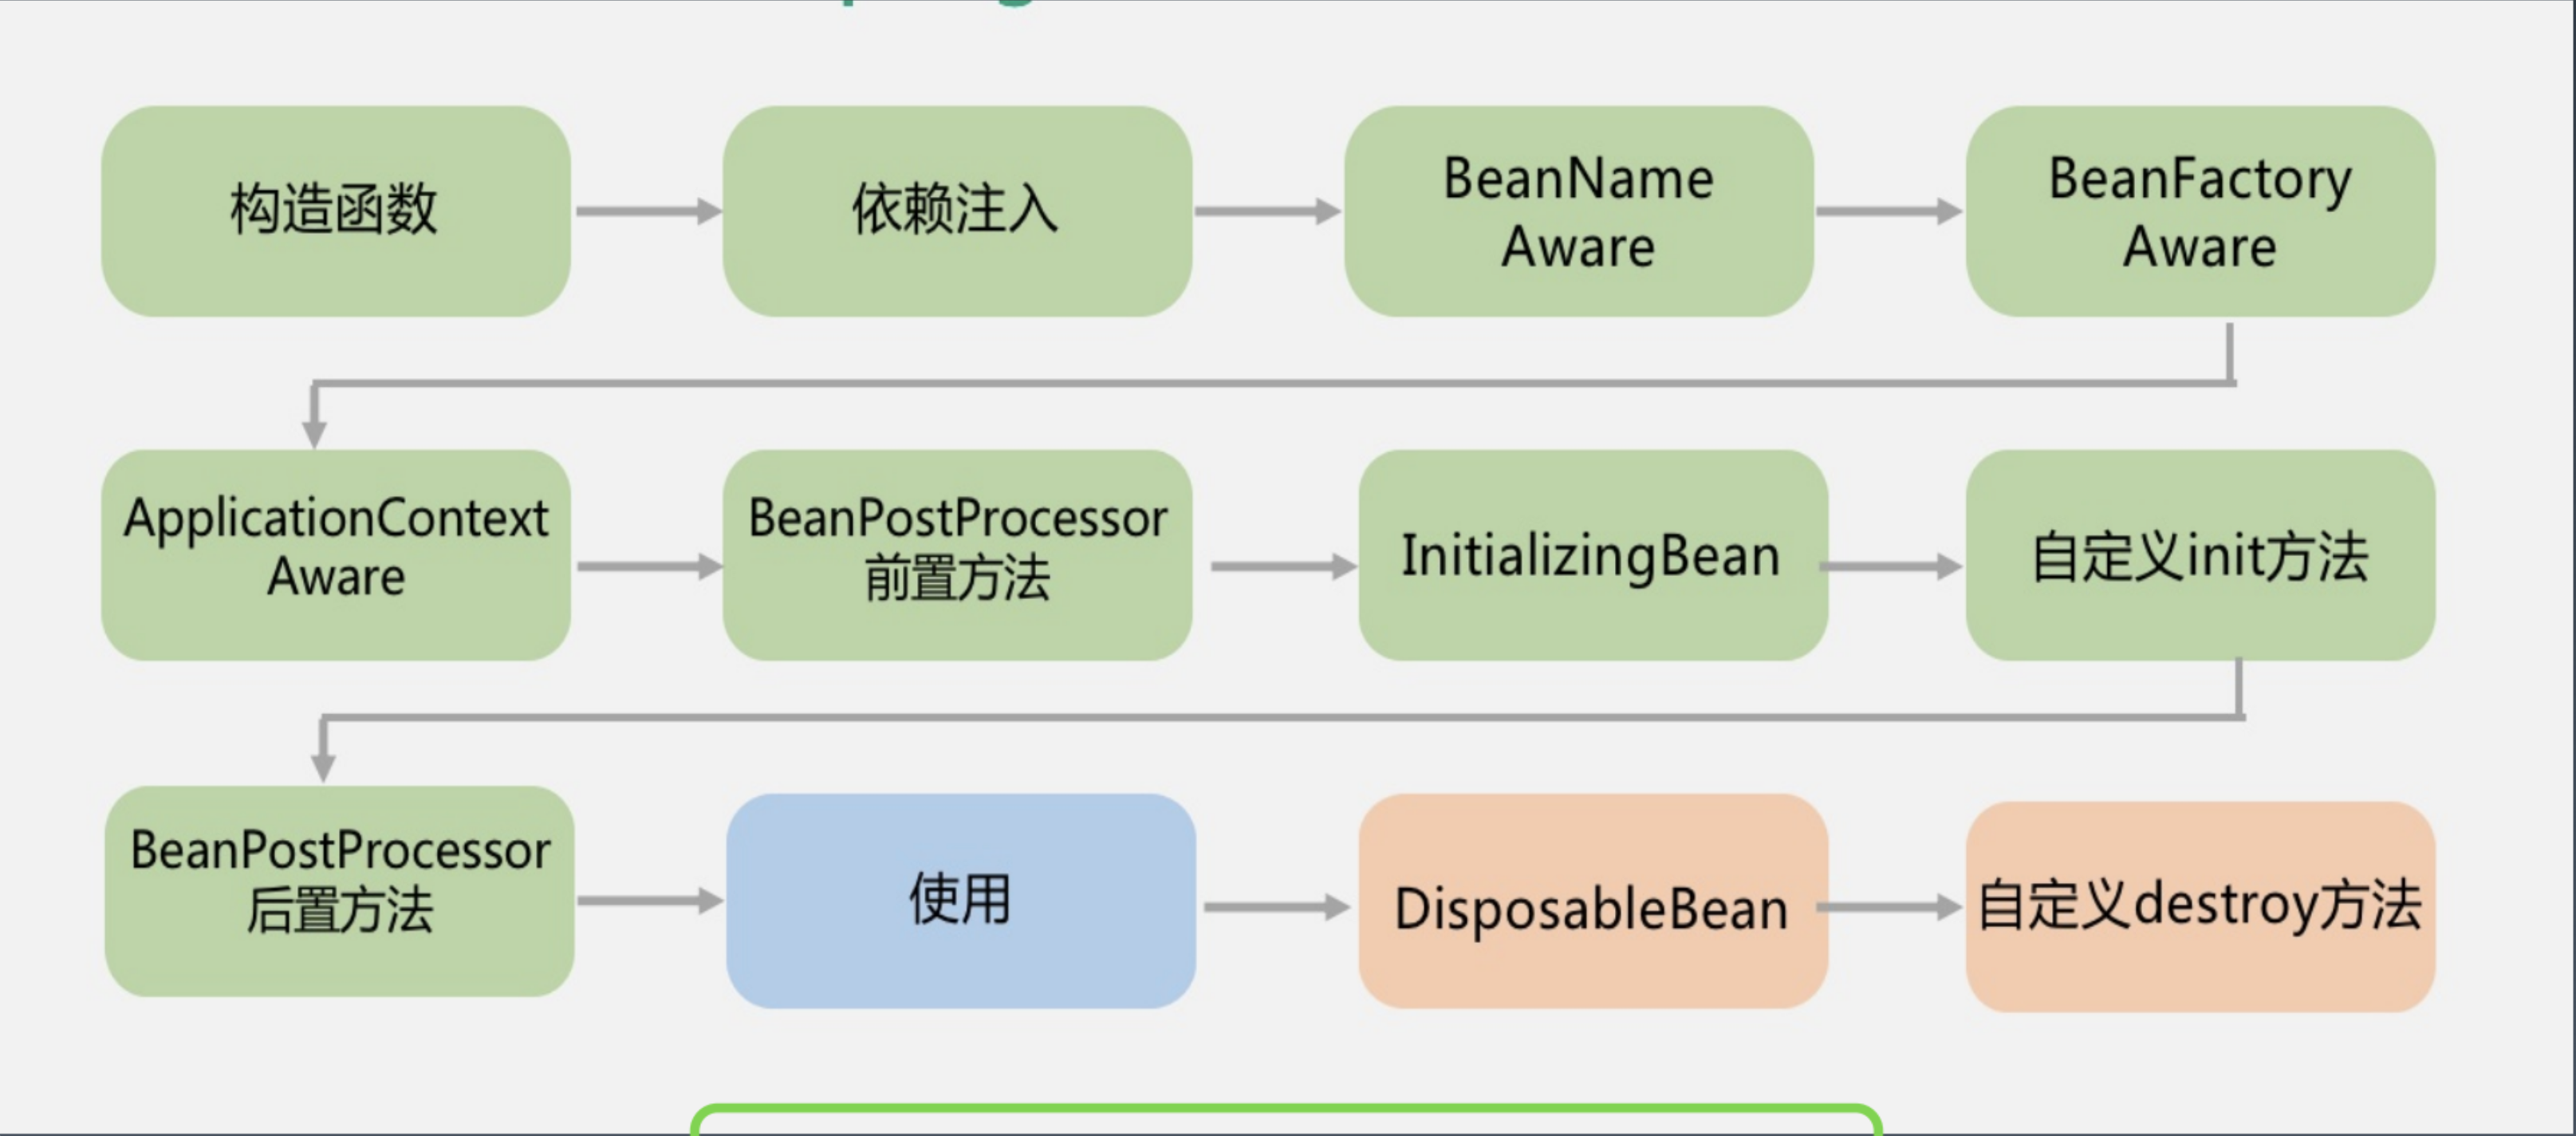 构造函数
依赖注入
BeanName
Aware
BeanFactory
Aware
ApplicationContext
Aware
BeanPostProcessor
前置方法
InitializingBean
自定义init方法
BeanPostProcessor
后置方法
使用
DisposableBean
自定义destroy方法